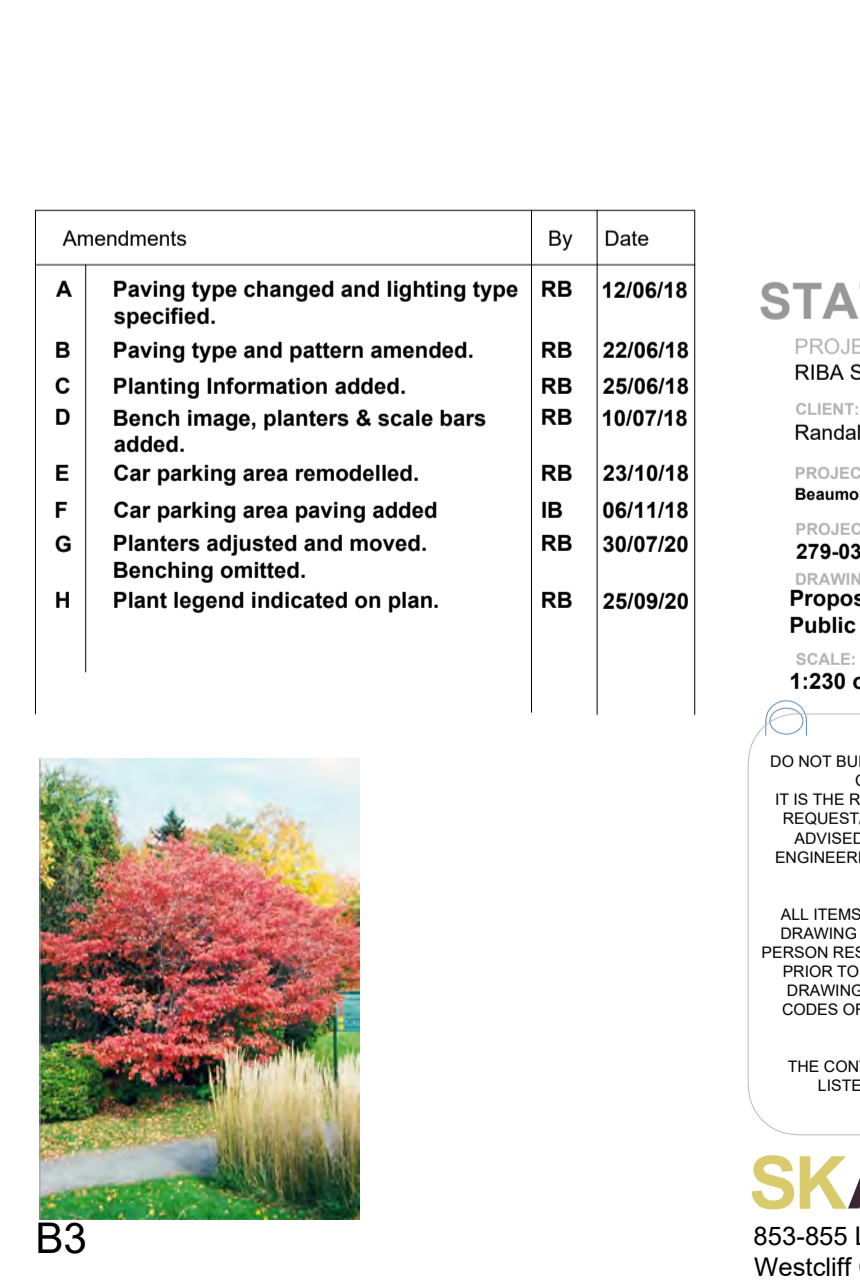 Amendments By Date
A Paving type changed and lighting type RB 12/06/18
specified.
B Paving type and pattern amended. RB 22/06/18
C Planting Information added. RB 25/06/18
D Bench image, planters & scale bars RB 10/07/18
added.
E Car parking area remodelled. RB 23/10/18
F Car parking area paving added IB 06/11/18
G Planters adjusted and moved. RB 30/07/20
Benching omitted.
H Plant legend indicated on plan. RB 25/09/20
B3
STAT
PROJE
RIBA S
CLIENT:
Randal
PROJEC
Beaumo
PROJEC
279-03
DRAWIN
Propos
Public
SCALE:
1:230
DO NOT BUI
IT IS THE R
REQUEST
ADVISED
ENGINEER
ALL ITEMS
DRAWING
PERSON RES
PRIOR TO
DRAWING
CODES OF
THE CON
LISTE
SKA
853-855 L
Westcliff